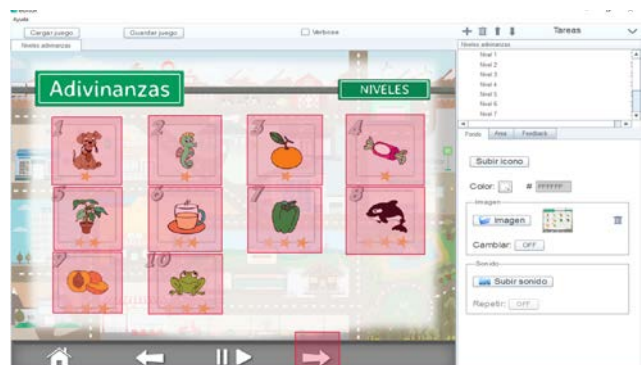 Ayuda
Cargar juego Guardar juego Tareas
Niveles adivinanzas Niveles adivinanzas
Nivel 1
Nivel 2
Nivel 3
Nivel 4
Nivel 5
Nivel 6
Nivel 7
Adivinanzas NIVELES
Fondo Area Feedback
1 2 3 4
Subir icono
Color: # FFFFFF
5 6 7 8
Imagen
Imagen
Cambiar: OFF
9 10
Sonido
Subir sonido
Repetir: OFF